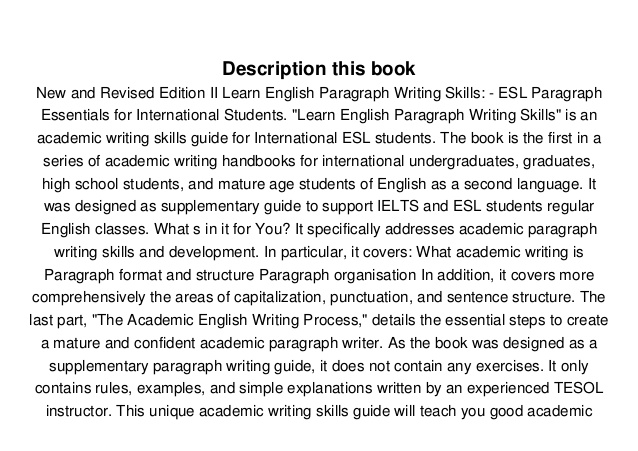 Description this book
New and Revised Edition II Learn English Paragraph Writing Skills: - ESL Paragraph
Essentials for International Students. "Learn English Paragraph Writing Skills" is an
academic writing skills guide for International ESL students. The book is the first in a
series of academic writing handbooks for international undergraduates, graduates,
high school students, and mature age students of English as a second language. It
was designed as supplementary guide to support IELTS and ESL students regular
English classes. What s in it for You? It specifically addresses academic paragraph
writing skills and development. In particular, it covers: What academic writing is
Paragraph format and structure Paragraph organisation In addition, it covers more
comprehensively the areas of capitalization, punctuation, and sentence structure. The
last part, "The Academic English Writing Process," details the essential steps to create
a mature and confident academic paragraph writer. As the book was designed as a
supplementary paragraph writing guide, it does not contain any exercises. It only
contains rules, examples, and simple explanations written by an experienced TESOL
instructor. This unique academic writing skills guide will teach you good academic